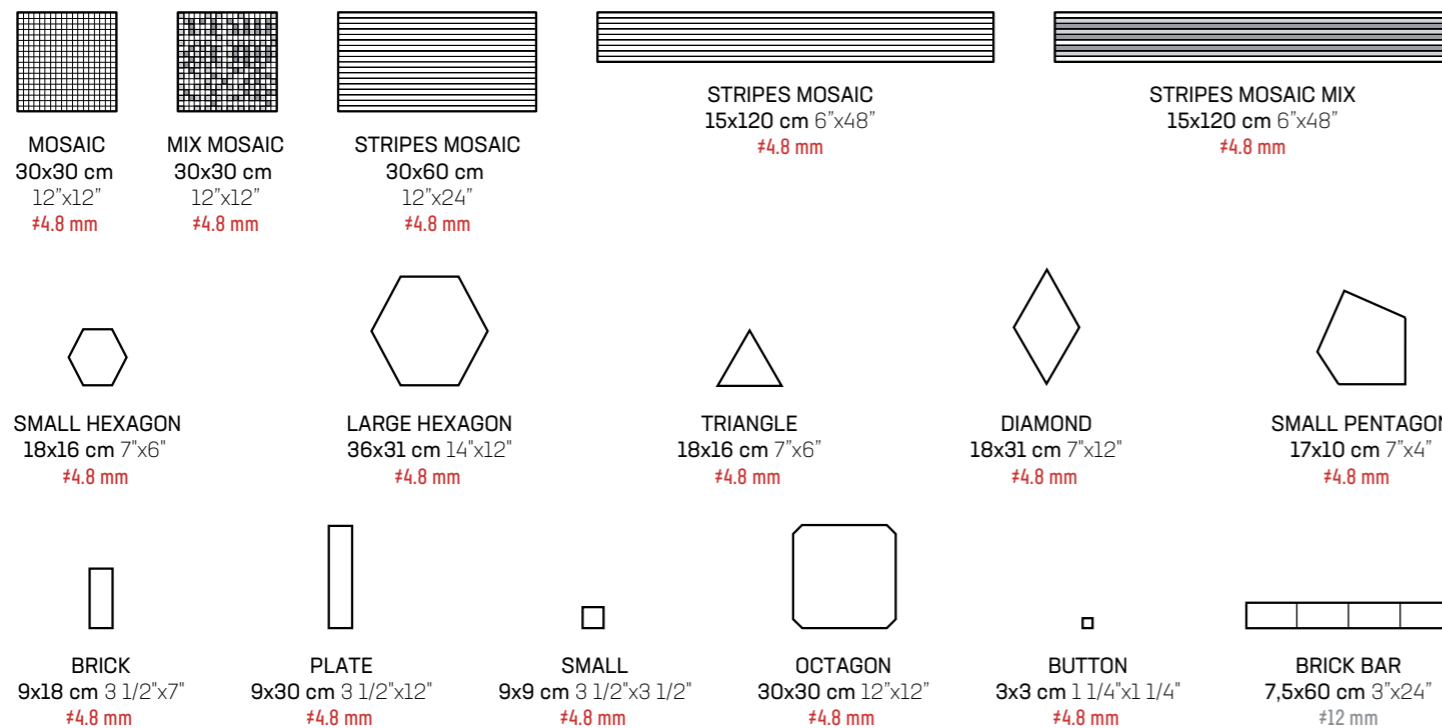 MOSAIC
30x30 cm
12”x12”
≠4.8 mm
MIX MOSAIC
30x30 cm
12”x12”
≠4.8 mm
STRIPES MOSAIC
30x60 cm
12”x24”
≠4.8 mm
STRIPES MOSAIC
15x120 cm 6”x48”
≠4.8 mm
STRIPES MOSAIC MIX
15x120 cm 6”x48”
≠4.8 mm
SMALL HEXAGON
18x16 cm 7"x6"
≠4.8 mm
LARGE HEXAGON
36x31 cm 14"x12"
≠4.8 mm
TRIANGLE
18x16 cm 7”x6”
≠4.8 mm
DIAMOND
18x31 cm 7"x12"
≠4.8 mm
SMALL PENTAGON
17x10 cm 7”x4”
≠4.8 mm
BRICK
9x18 cm 3 1/2"x7"
≠4.8 mm
PLATE
9x30 cm 3 1/2"x12"
≠4.8 mm
SMALL
9x9 cm 3 1/2"x3 1/2"
≠4.8 mm
OCTAGON
30x30 cm 12"x12"
≠4.8 mm
BUTTON
3x3 cm 1 1/4"x1 1/4"
≠4.8 mm
BRICK BAR
7,5x60 cm 3”x24”
≠12 mm